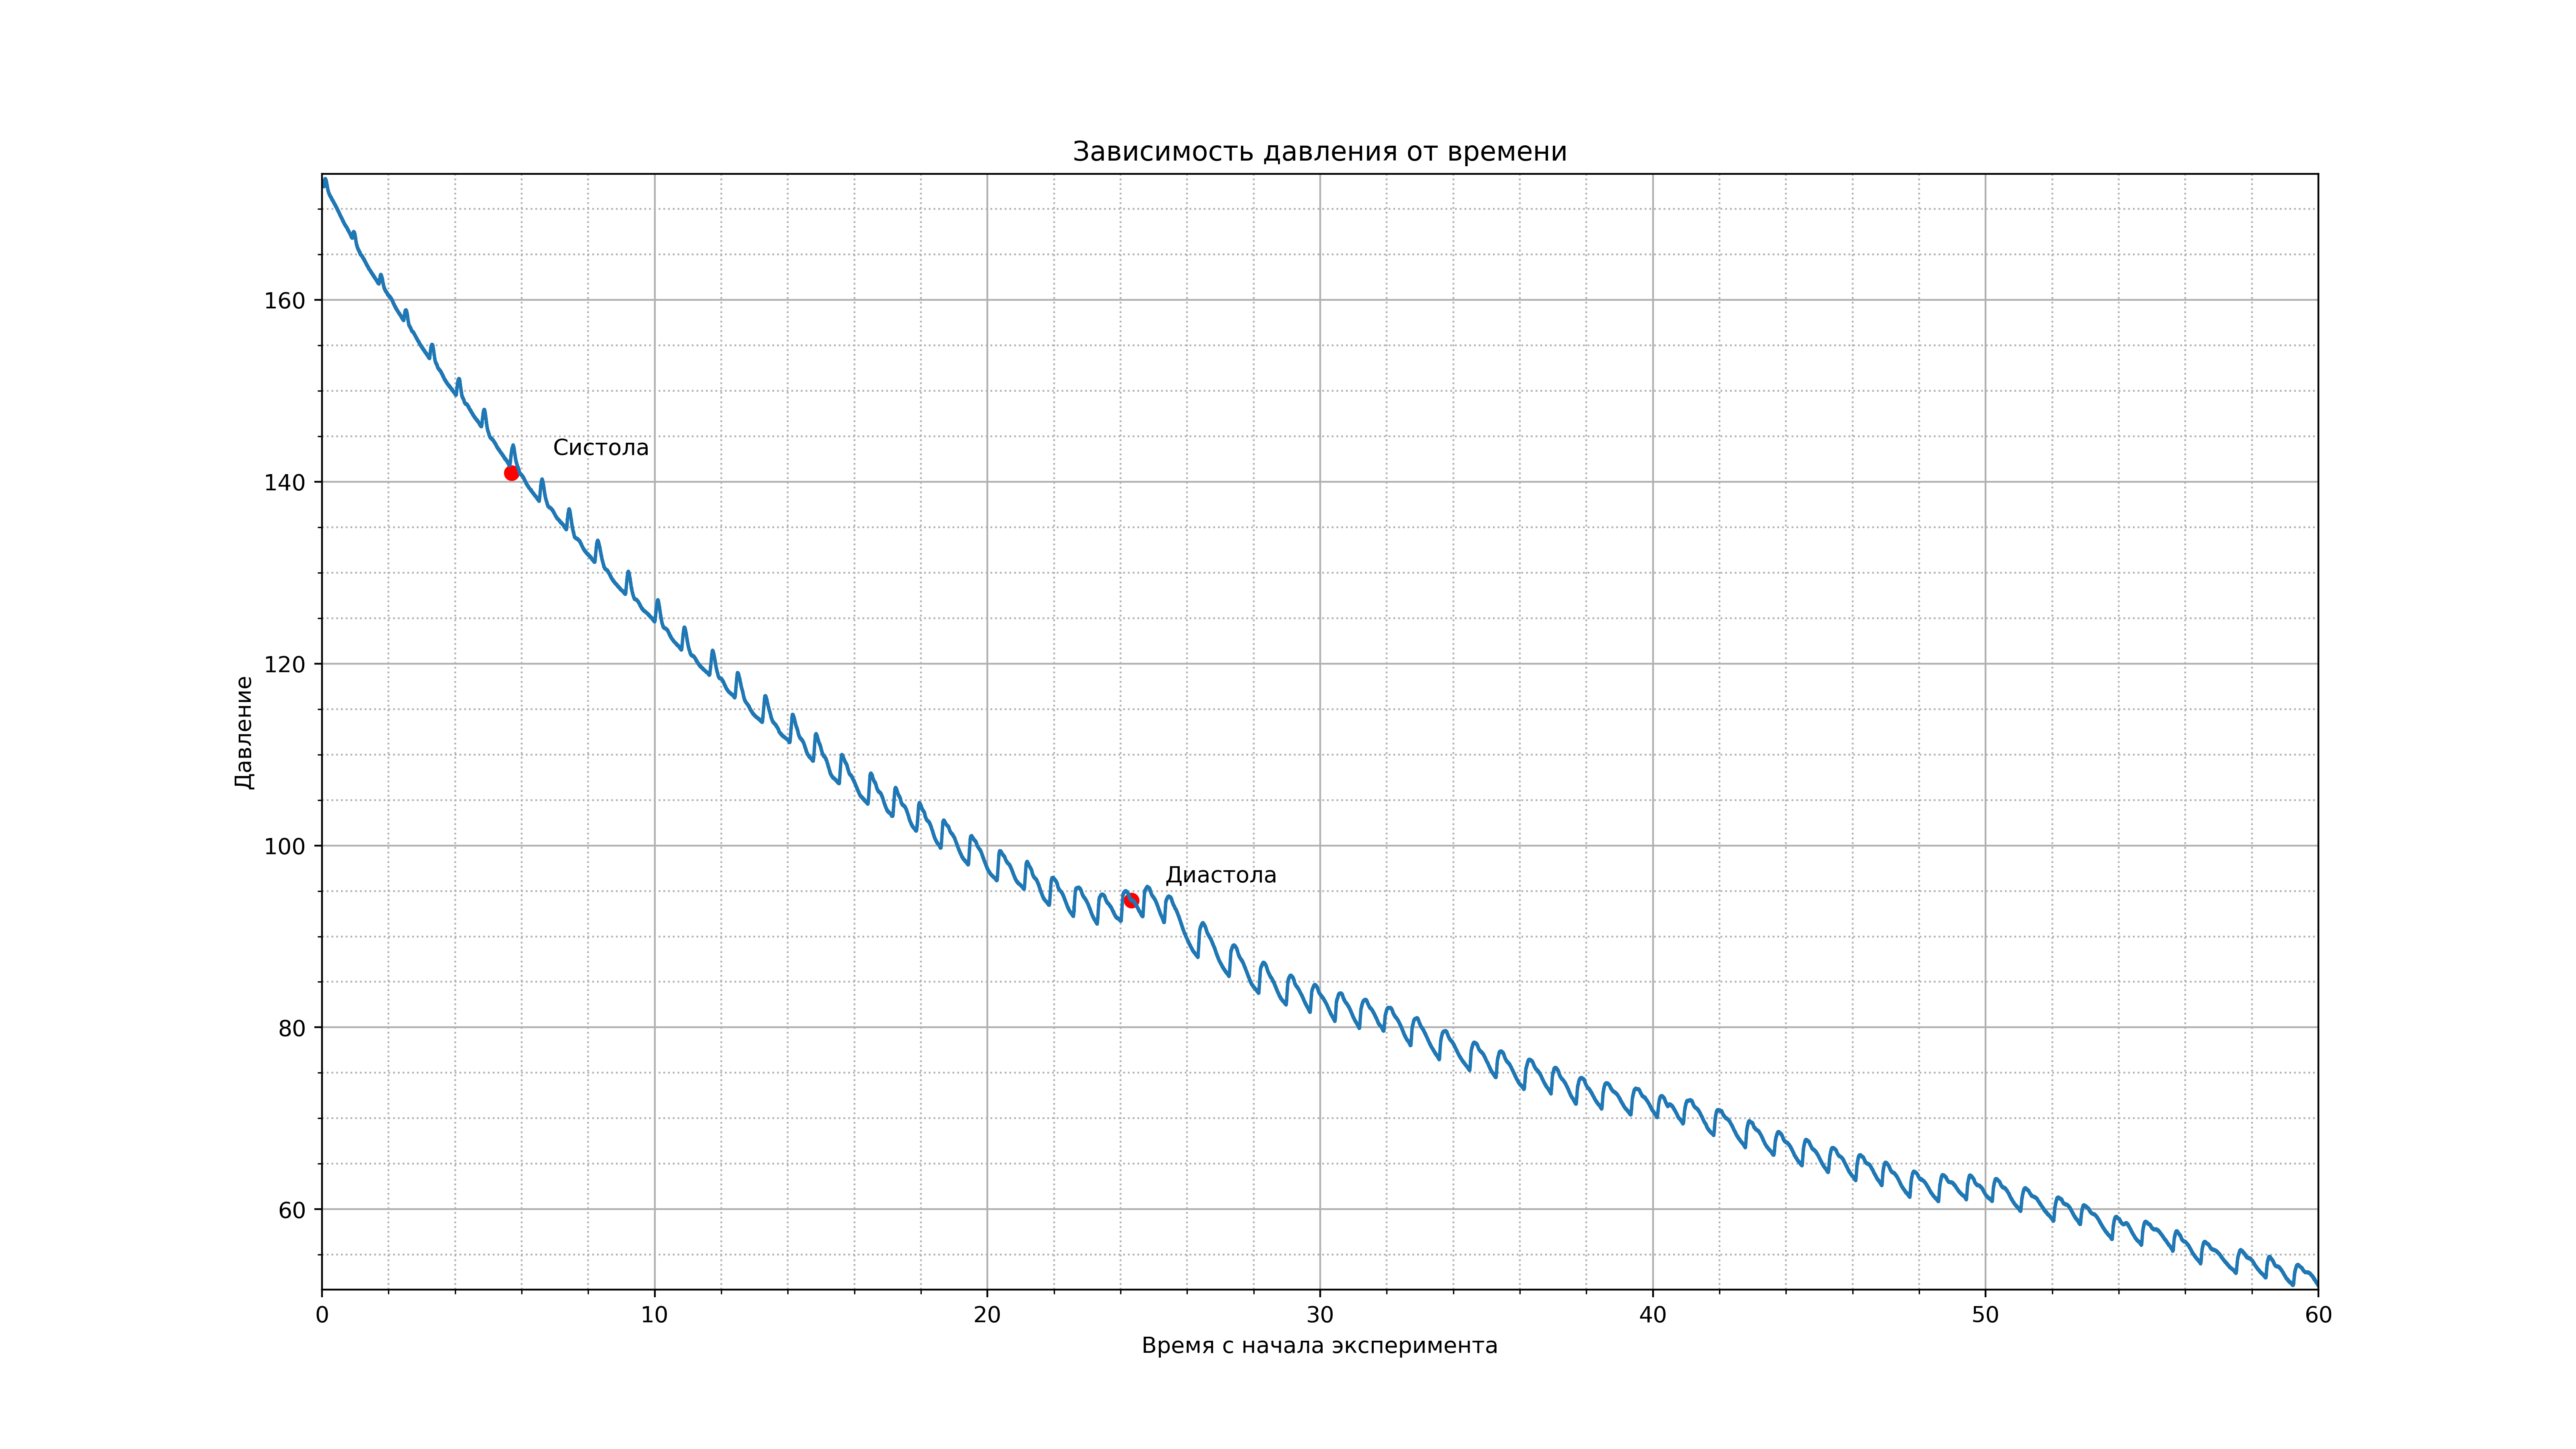 Зависимость давления от времени
160
140
120
100
80
60
Давление
Систола
Диастола
0 10 20 30 40 50 60
Время с начала эксперимента